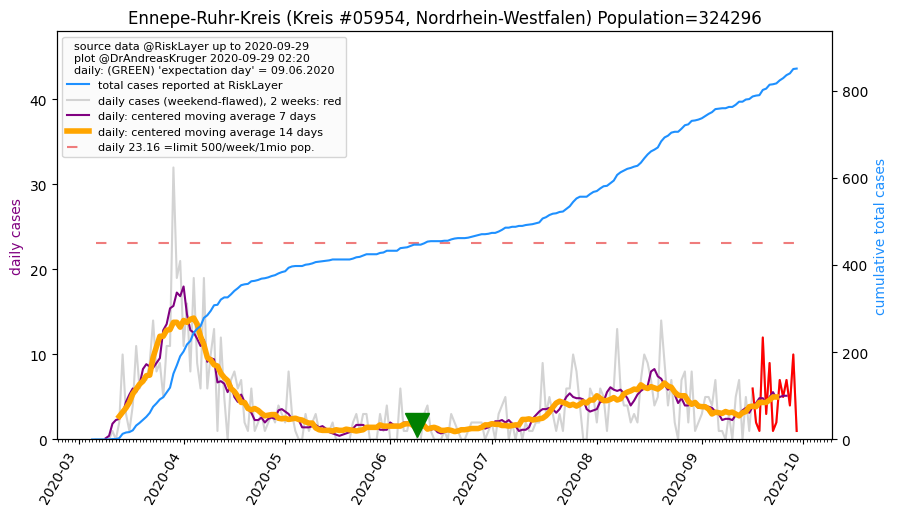 Ennepe-Ruhr-Kreis (Kreis #05954, Nordrhein-Westfalen) Population=324296
source data @RiskLayer up to 2020-09-29
plot @DrAndreasKruger 2020-09-29 02:20
daily: (GREEN) 'expectation day' = 09.06.2020
total cases reported at RiskLayer
daily cases (weekend-flawed), 2 weeks: red
daily: centered moving average 7 days
daily: centered moving average 14 days
daily 23.16 =limit 500/week/1mio pop.
daily cases
40
30
20
10
0
cumulative total cases
800
600
400
200
0
2020-03
2020-04
2020-05
2020-06
2020-07
2020-08
2020-09
2020-10